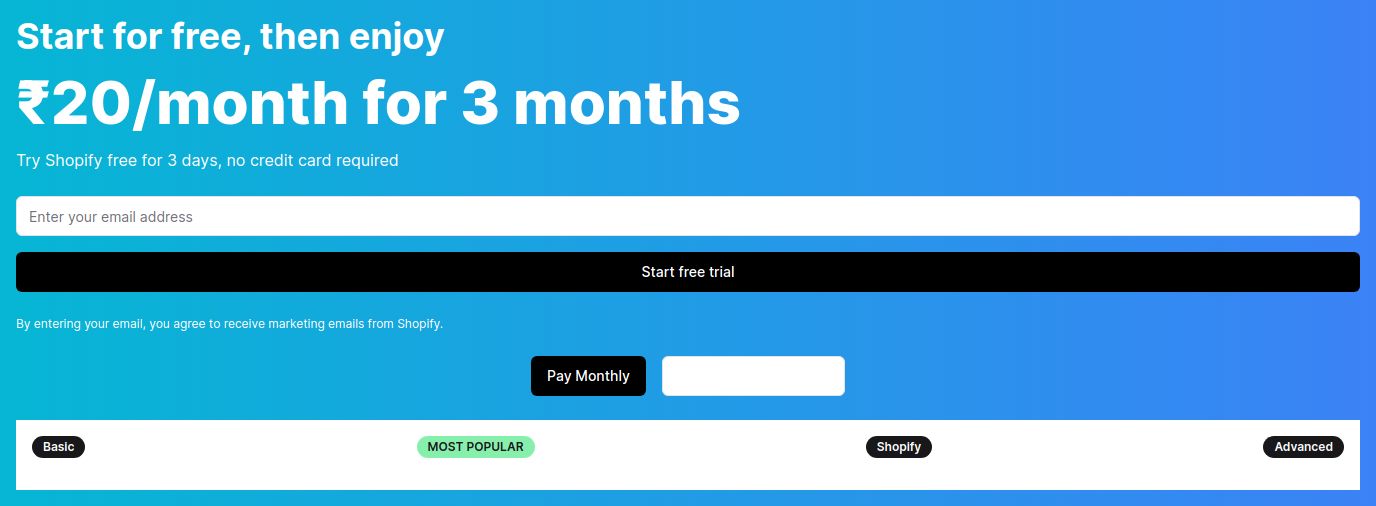 Start for free, then enjoy
₹20/month for 3 months
Try Shopify free for 3 days, no credit card required
Enter your email address
Start free trial
By entering your email, you agree to receive marketing emails from Shopify.
Pay Monthly
Basic MOST POPULAR Shopify Advanced